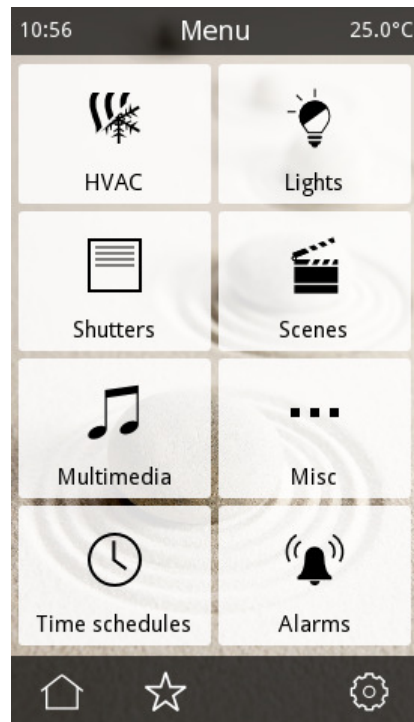 10:56 Menu 25.0°C
HVAC Lights
Shutters Scenes
Multimedia Misc
Time schedules Alarms